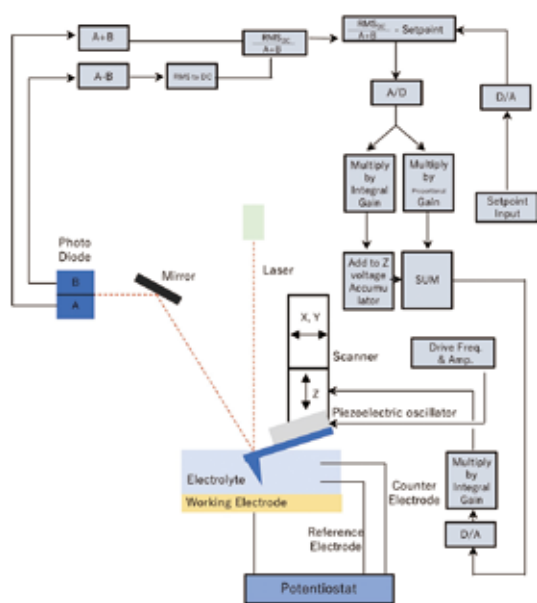 A+B
RMS_DC
A+B
RMS_DC
A+B
- Setpoint
A-B
RMS to DC
A/D
D/A
Multiply
by
Integral
Gain
Multiply
by
Proportional
Gain
Setpoint
Input
Photo
Diode
Mirror
Laser
B
A
Add to Z
voltage
Accumu
lator
SUM
X, Y
Scanner
Z
Drive Freq.
& Amp.
Piezoelectric oscillator
Electrolyte
Working Electrode
Counter
Electrode
Reference
Electrode
Multiply
by
Integral
Gain
D/A
Potentiostat